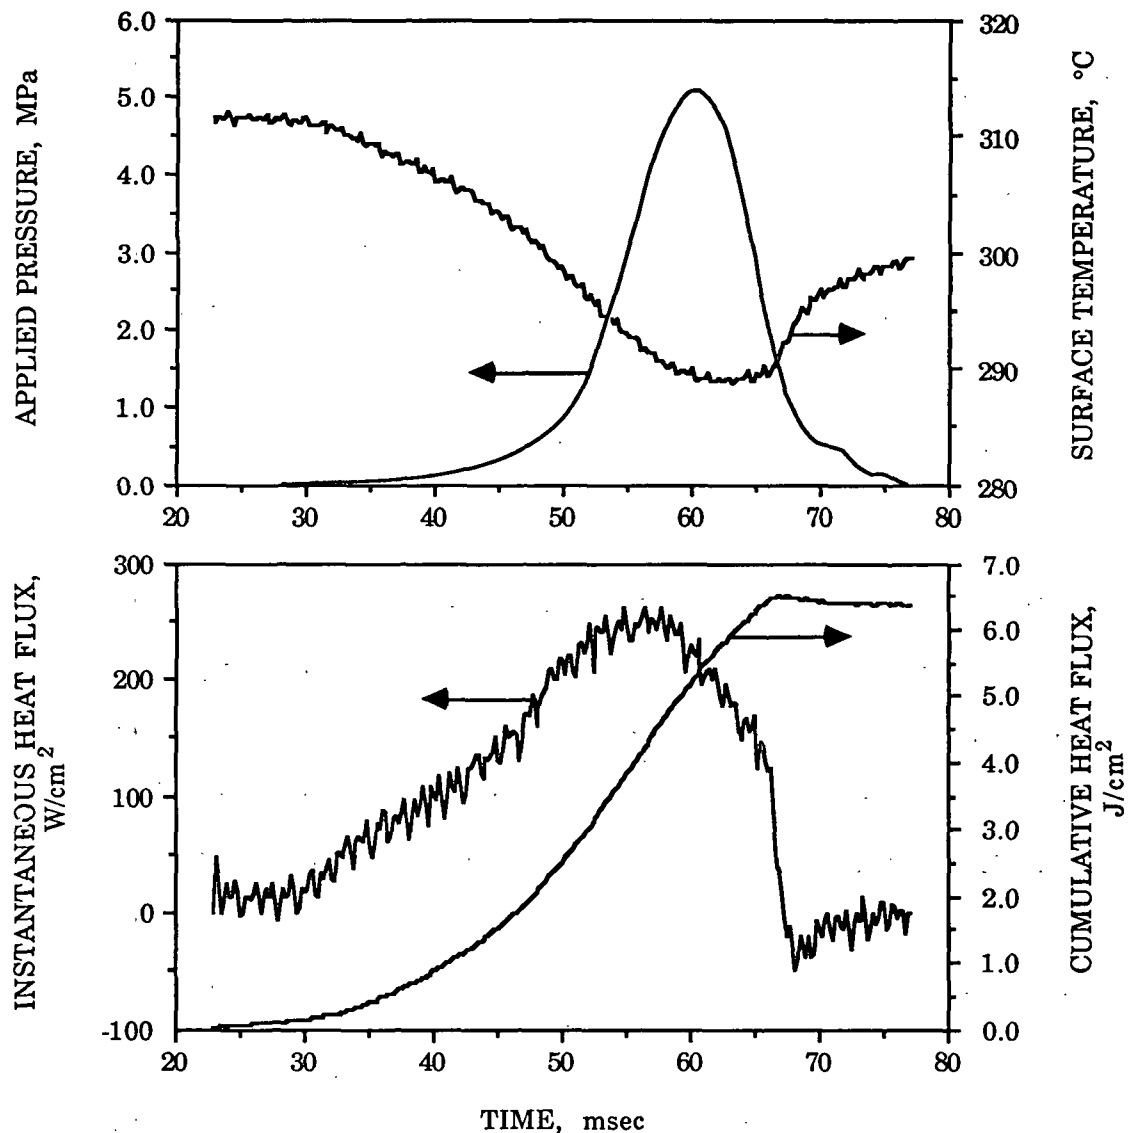 APPLIED PRESSURE, MPa
6.0
5.0
4.0
3.0
2.0
1.0
0.0
320
310
300
290
280
SURFACE TEMPERATURE, °C
20 30 40 50 60 70 80
INSTANTANEOUS HEAT FLUX,
W/cm2
300
200
100
0
-100
7.0
6.0
5.0
4.0
3.0
2.0
1.0
0.0
CUMULATIVE HEAT FLUX,
J/cm2
20 30 40 50 60 70 80
TIME, msec